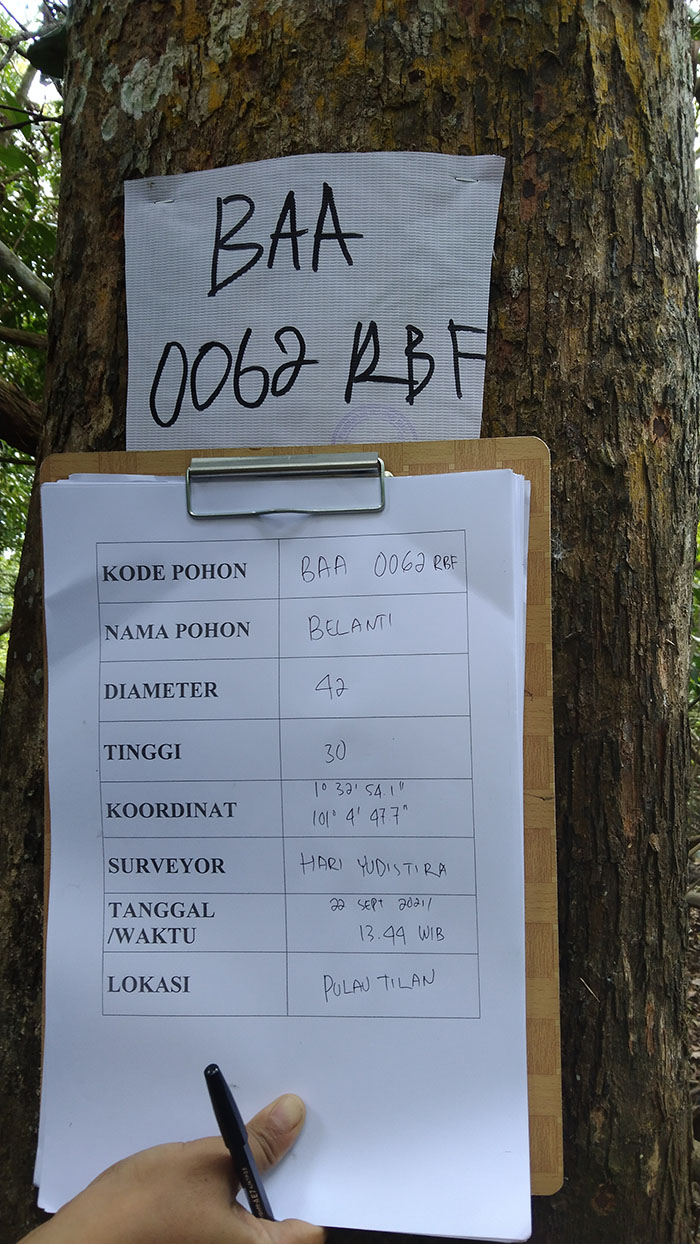 BAA
0062 RBF
KODE POHON BAA 0062 RBF
NAMA POHON BELANTI
DIAMETER 42
TINGGI 30
KOORDINAT 1° 32' 54.1"
101° 4' 47.7"
SURVEYOR HARI YUDISTIRA
TANGGAL 22 SEPT 2021/
/WAKTU 13.44 WIB
LOKASI PULAU TILAN